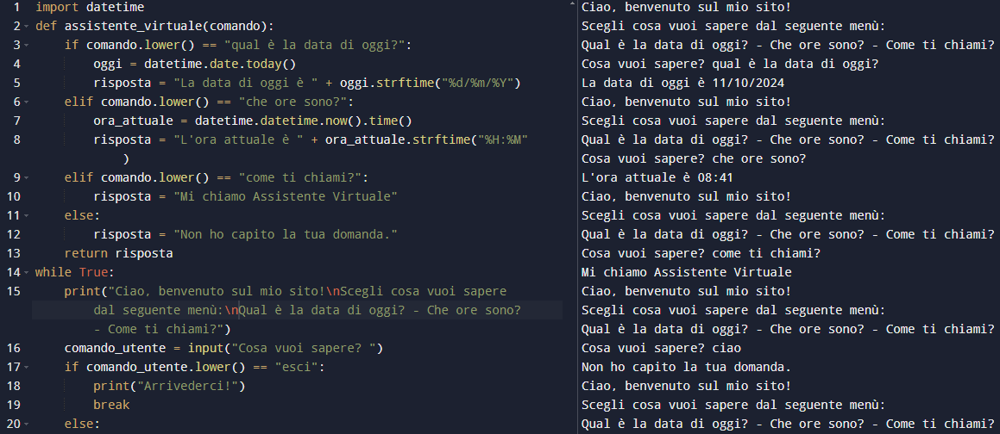 1 import datetime
2 def assistente_virtuale(comando):
3 if comando.lower() == "qual è la data di oggi?":
4 oggi = datetime.date.today()
5 risposta = "La data di oggi è " + oggi.strftime("%d/%m/%Y")
6 elif comando.lower() == "che ore sono?":
7 ora_attuale = datetime.datetime.now().time()
8 risposta = "L'ora attuale è " + ora_attuale.strftime("%H:%M"
)
9 elif comando.lower() == "come ti chiami?":
10 risposta = "Mi chiamo Assistente Virtuale"
11 else:
12 risposta = "Non ho capito la tua domanda."
13 return risposta
14 while True:
15 print("Ciao, benvenuto sul mio sito!\nScegli cosa vuoi sapere
dal seguente menù:\nQual è la data di oggi? - Che ore sono?
- Come ti chiami?")
16 comando_utente = input("Cosa vuoi sapere? ")
17 if comando_utente.lower() == "esci":
18 print("Arrivederci!")
19 break
20 else:
Ciao, benvenuto sul mio sito!
Scegli cosa vuoi sapere dal seguente menù:
Qual è la data di oggi? - Che ore sono? - Come ti chiami?
Cosa vuoi sapere? qual è la data di oggi?
La data di oggi è 11/10/2024
Ciao, benvenuto sul mio sito!
Scegli cosa vuoi sapere dal seguente menù:
Qual è la data di oggi? - Che ore sono? - Come ti chiami?
Cosa vuoi sapere? che ore sono?
L'ora attuale è 08:41
Ciao, benvenuto sul mio sito!
Scegli cosa vuoi sapere dal seguente menù:
Qual è la data di oggi? - Che ore sono? - Come ti chiami?
Cosa vuoi sapere? come ti chiami?
Mi chiamo Assistente Virtuale
Ciao, benvenuto sul mio sito!
Scegli cosa vuoi sapere dal seguente menù:
Qual è la data di oggi? - Che ore sono? - Come ti chiami?
Cosa vuoi sapere? ciao
Non ho capito la tua domanda.
Ciao, benvenuto sul mio sito!
Scegli cosa vuoi sapere dal seguente menù:
Qual è la data di oggi? - Che ore sono? - Come ti chiami?